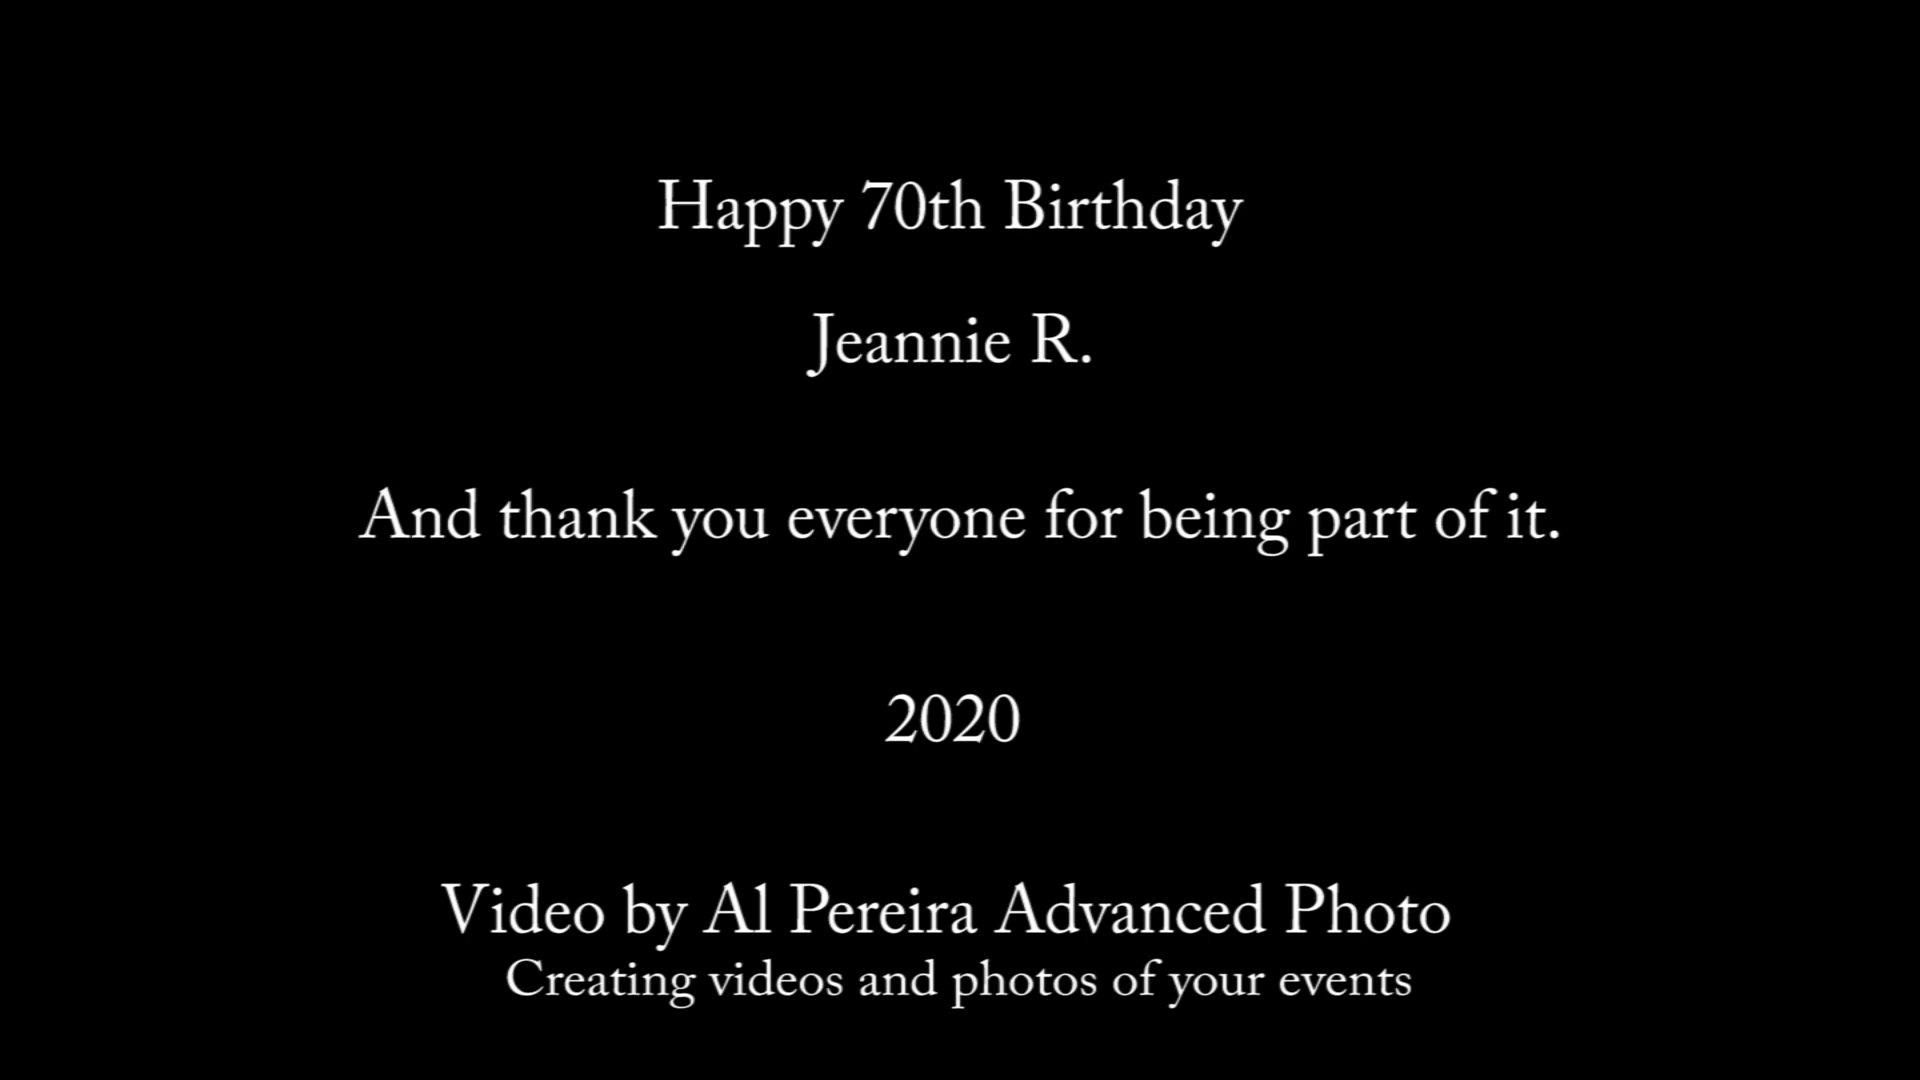 Happy 70th Birthday
Jeannie R.
And thank you everyone for being part of it.
2020
Video by Al Pereira Advanced Photo
Creating videos and photos of your events